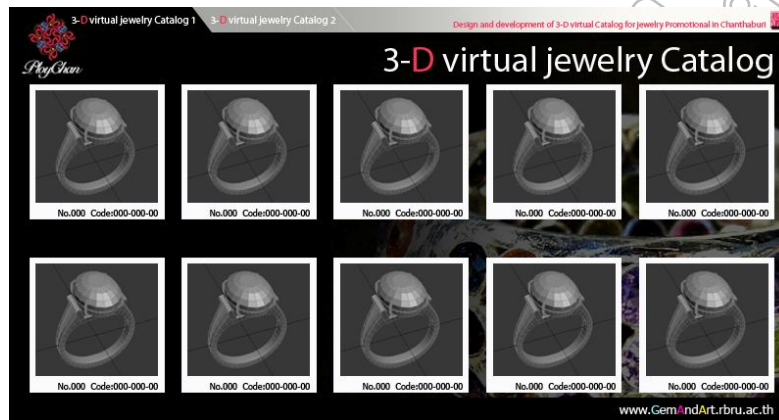 3-D virtual jewelry Catalog 1
3-D virtual jewelry Catalog 2
Design and development of 3-D virtual Catalog for Jewelry Promotional in Chanthaburi
PloyChan
3-D virtual jewelry Catalog
No.000 Code:000-000-00
No.000 Code:000-000-00
No.000 Code:000-000-00
No.000 Code:000-000-00
No.000 Code:000-000-00
No.000 Code:000-000-00
No.000 Code:000-000-00
No.000 Code:000-000-00
No.000 Code:000-000-00
No.000 Code:000-000-00
www.GemAndArt.rbru.ac.th